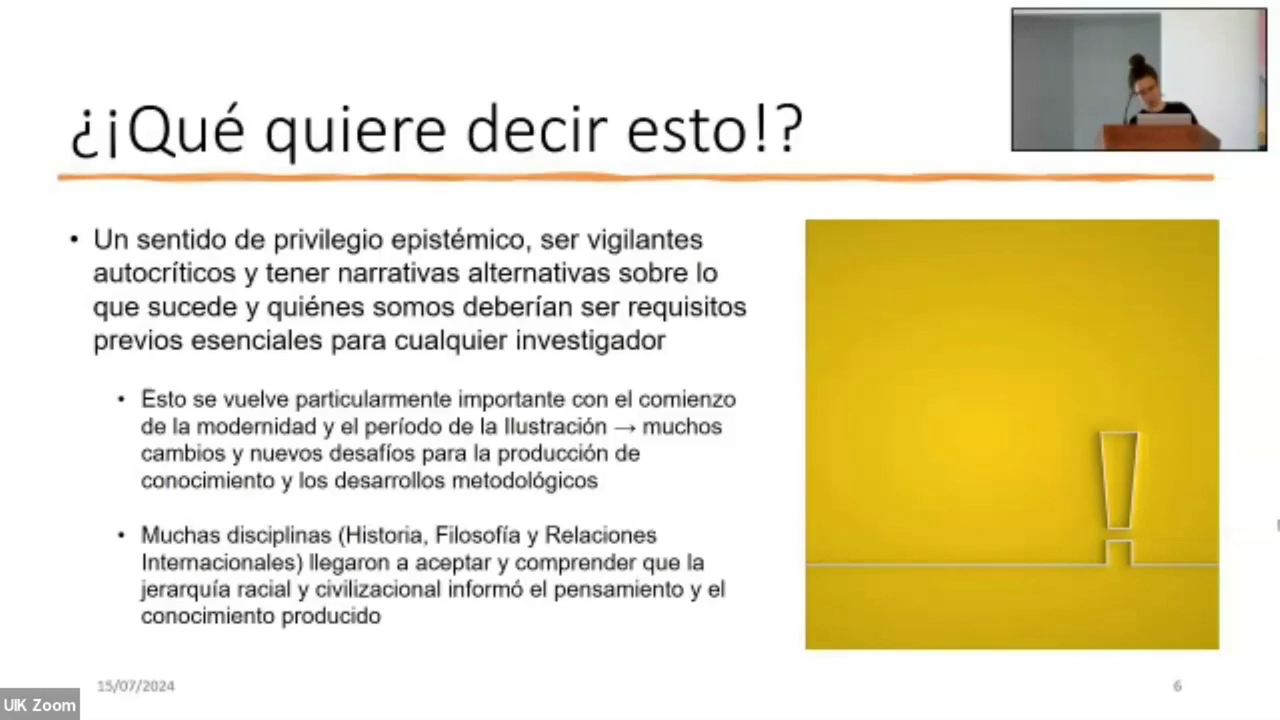 ¿¡Qué quiere decir esto!?
• Un sentido de privilegio epistémico, ser vigilantes
autocríticos y tener narrativas alternativas sobre lo
que sucede y quiénes somos deberían ser requisitos
previos esenciales para cualquier investigador
• Esto se vuelve particularmente importante con el comienzo
de la modernidad y el período de la Ilustración → muchos
cambios y nuevos desafíos para la producción de
conocimiento y los desarrollos metodológicos
• Muchas disciplinas (Historia, Filosofía y Relaciones
Internacionales) llegaron a aceptar y comprender que la
jerarquía racial y civilizacional informó el pensamiento y el
conocimiento producido
!
15/07/2024
6
UIK Zoom